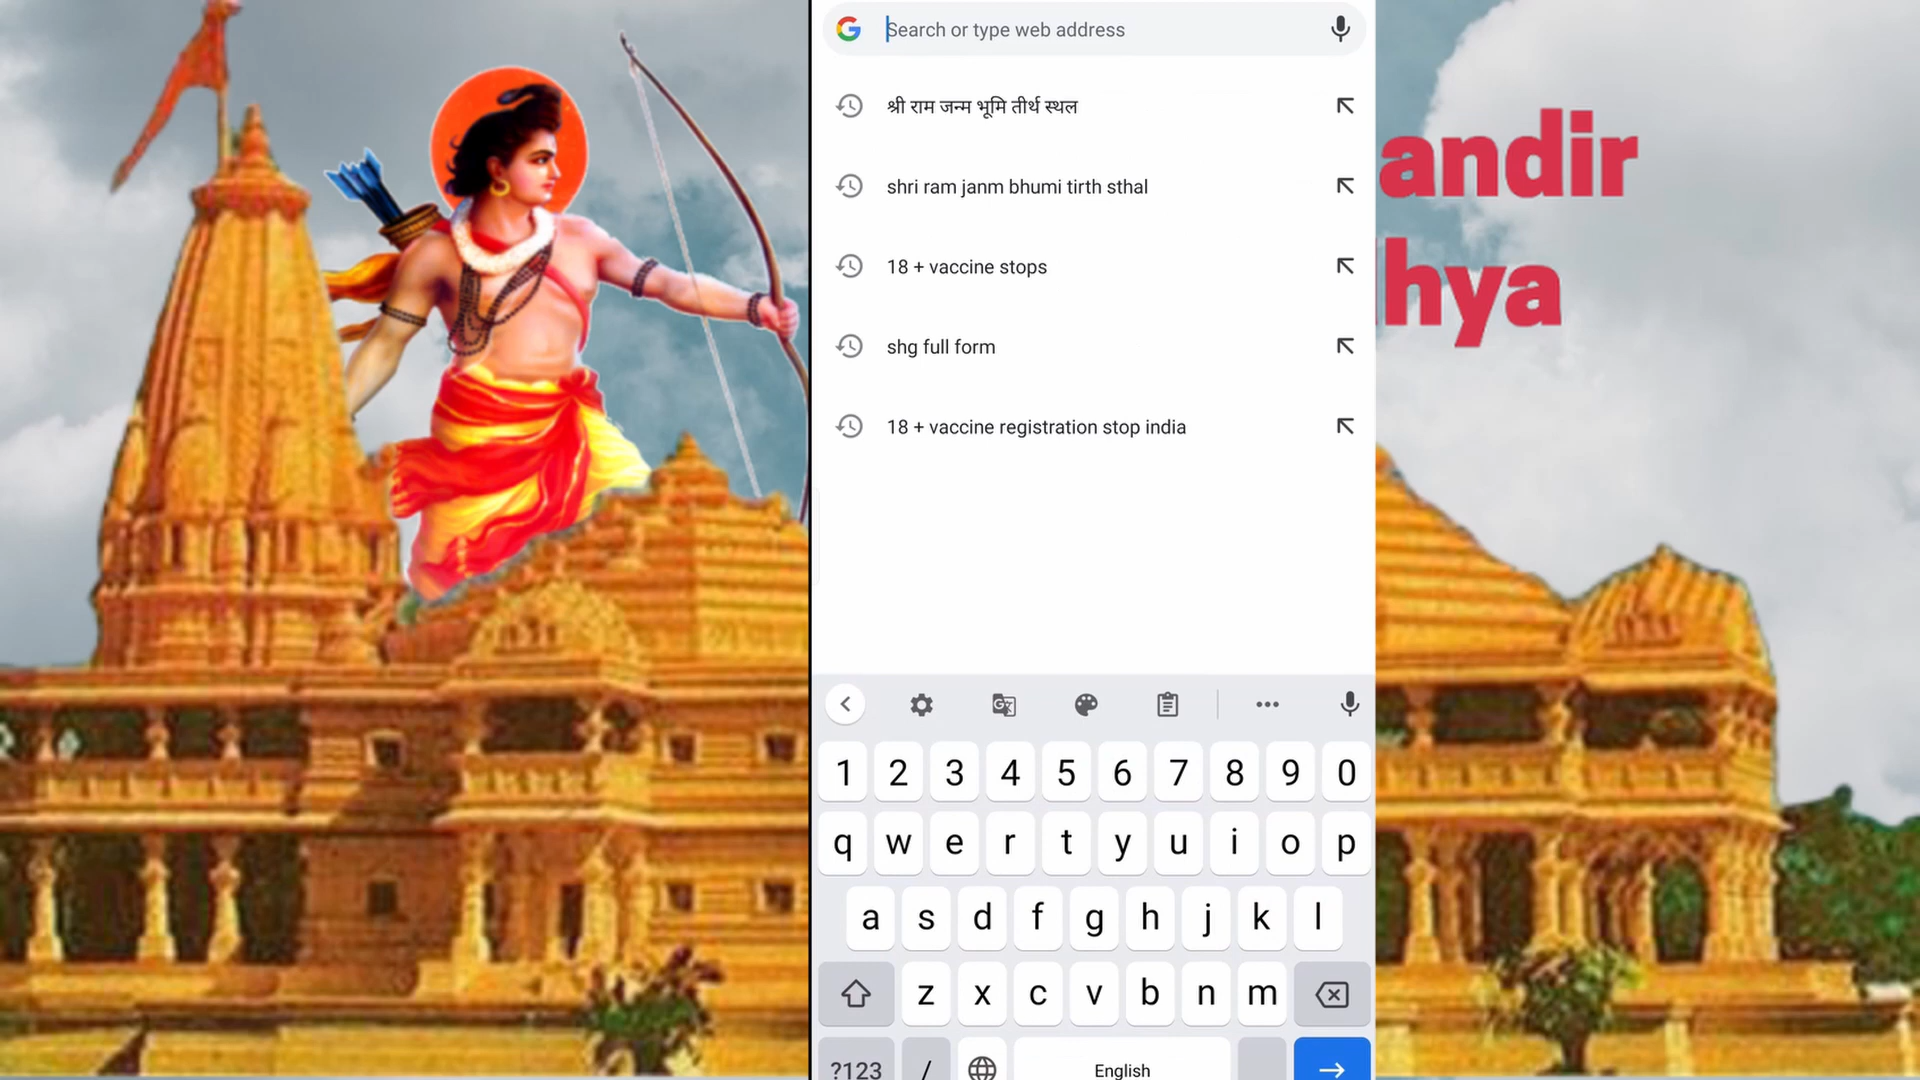 Search or type web address
श्री राम जन्म भूमि तीर्थ स्थल
shri ram janm bhumi tirth sthal
18 + vaccine stops
shg full form
18 + vaccine registration stop india
andir
dhya
1 2 3 4 5 6 7 8 9 0
q w e r t y u i o p
a s d f g h j k l
z x c v b n m
?123 / English